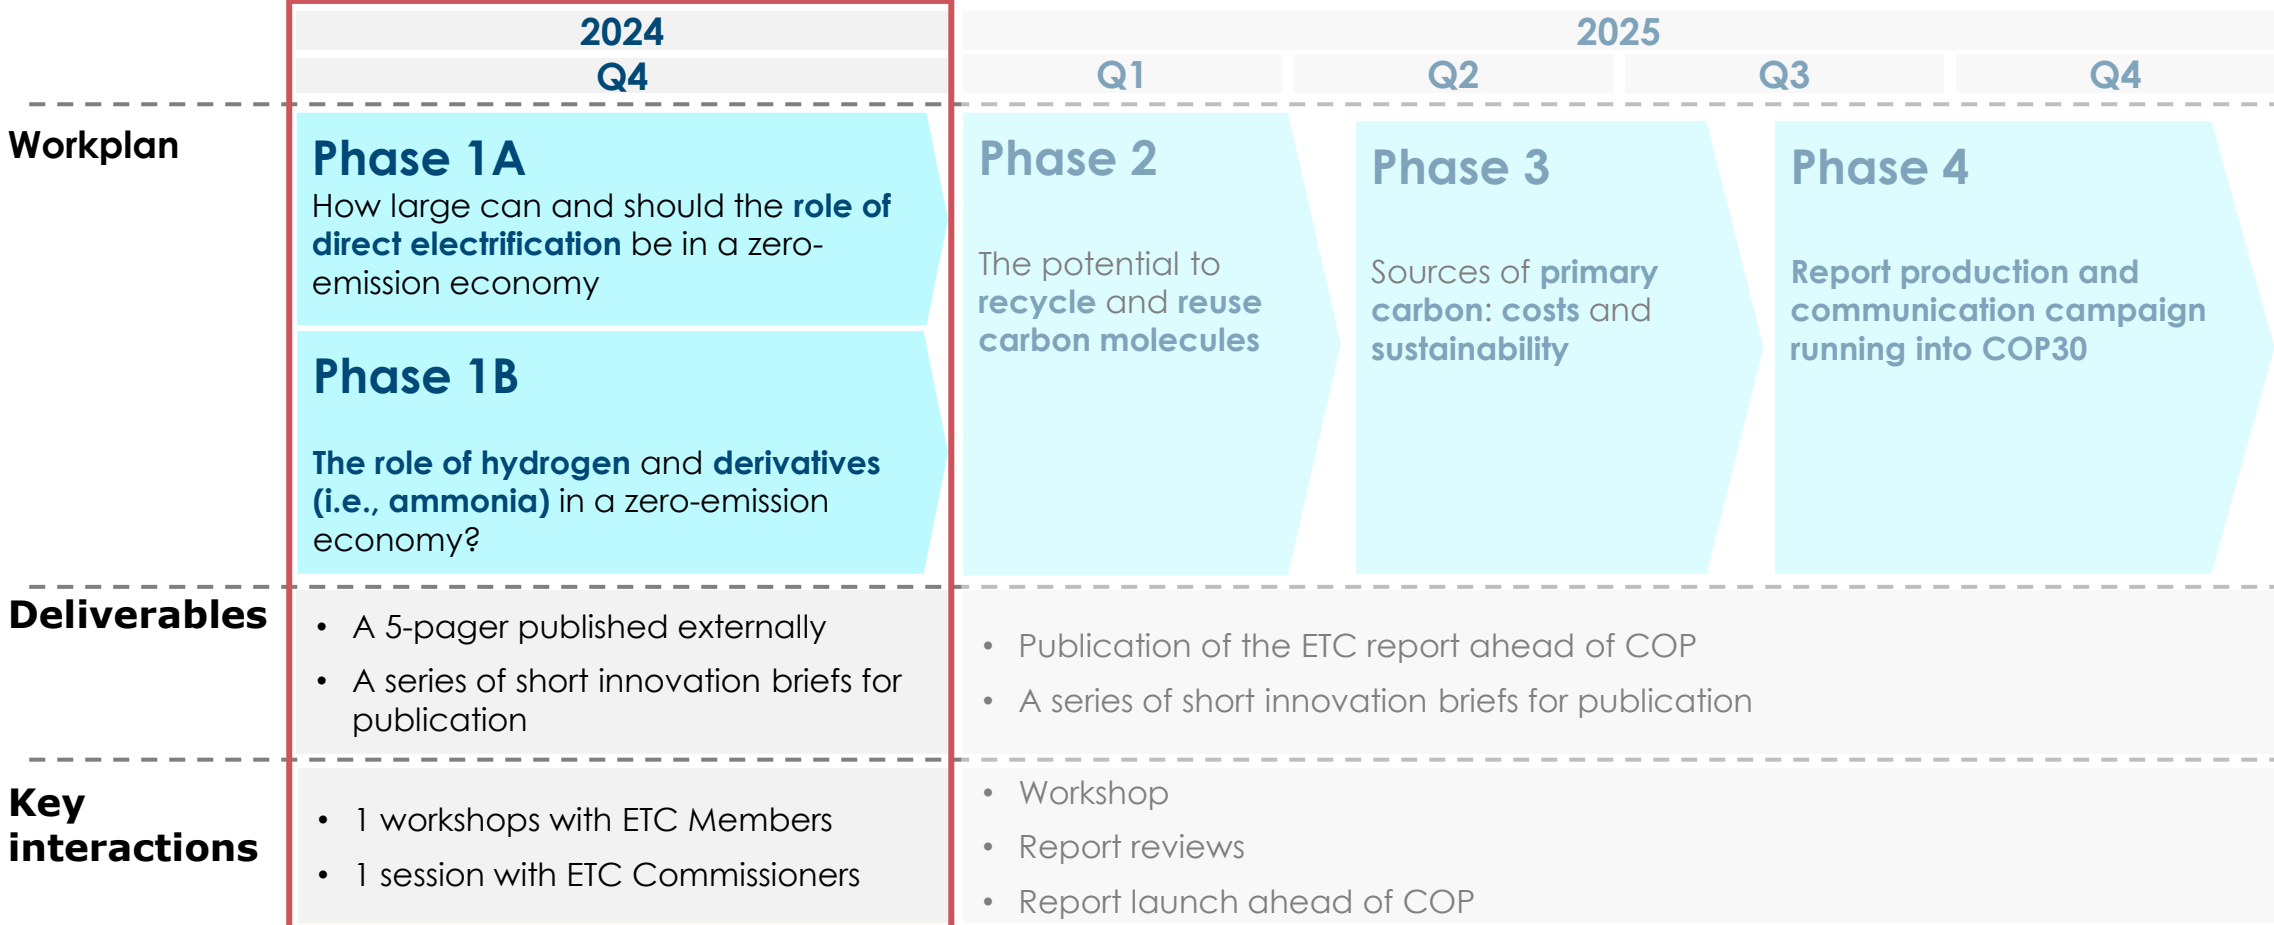 2024
2025
Q4
Q1
Q2
Q3
Q4
Workplan
Phase 1A
How large can and should the role of
direct electrification be in a zero-
emission economy
Phase 1B
The role of hydrogen and derivatives
(i.e., ammonia) in a zero-emission
economy?
Phase 2
The potential to
recycle and reuse
carbon molecules
Phase 3
Sources of primary
carbon: costs and
sustainability
Phase 4
Report production and
communication campaign
running into COP30
Deliverables
• A 5-pager published externally
• A series of short innovation briefs for
publication
• Publication of the ETC report ahead of COP
• A series of short innovation briefs for publication
Key
interactions
• 1 workshops with ETC Members
• 1 session with ETC Commissioners
• Workshop
• Report reviews
• Report launch ahead of COP